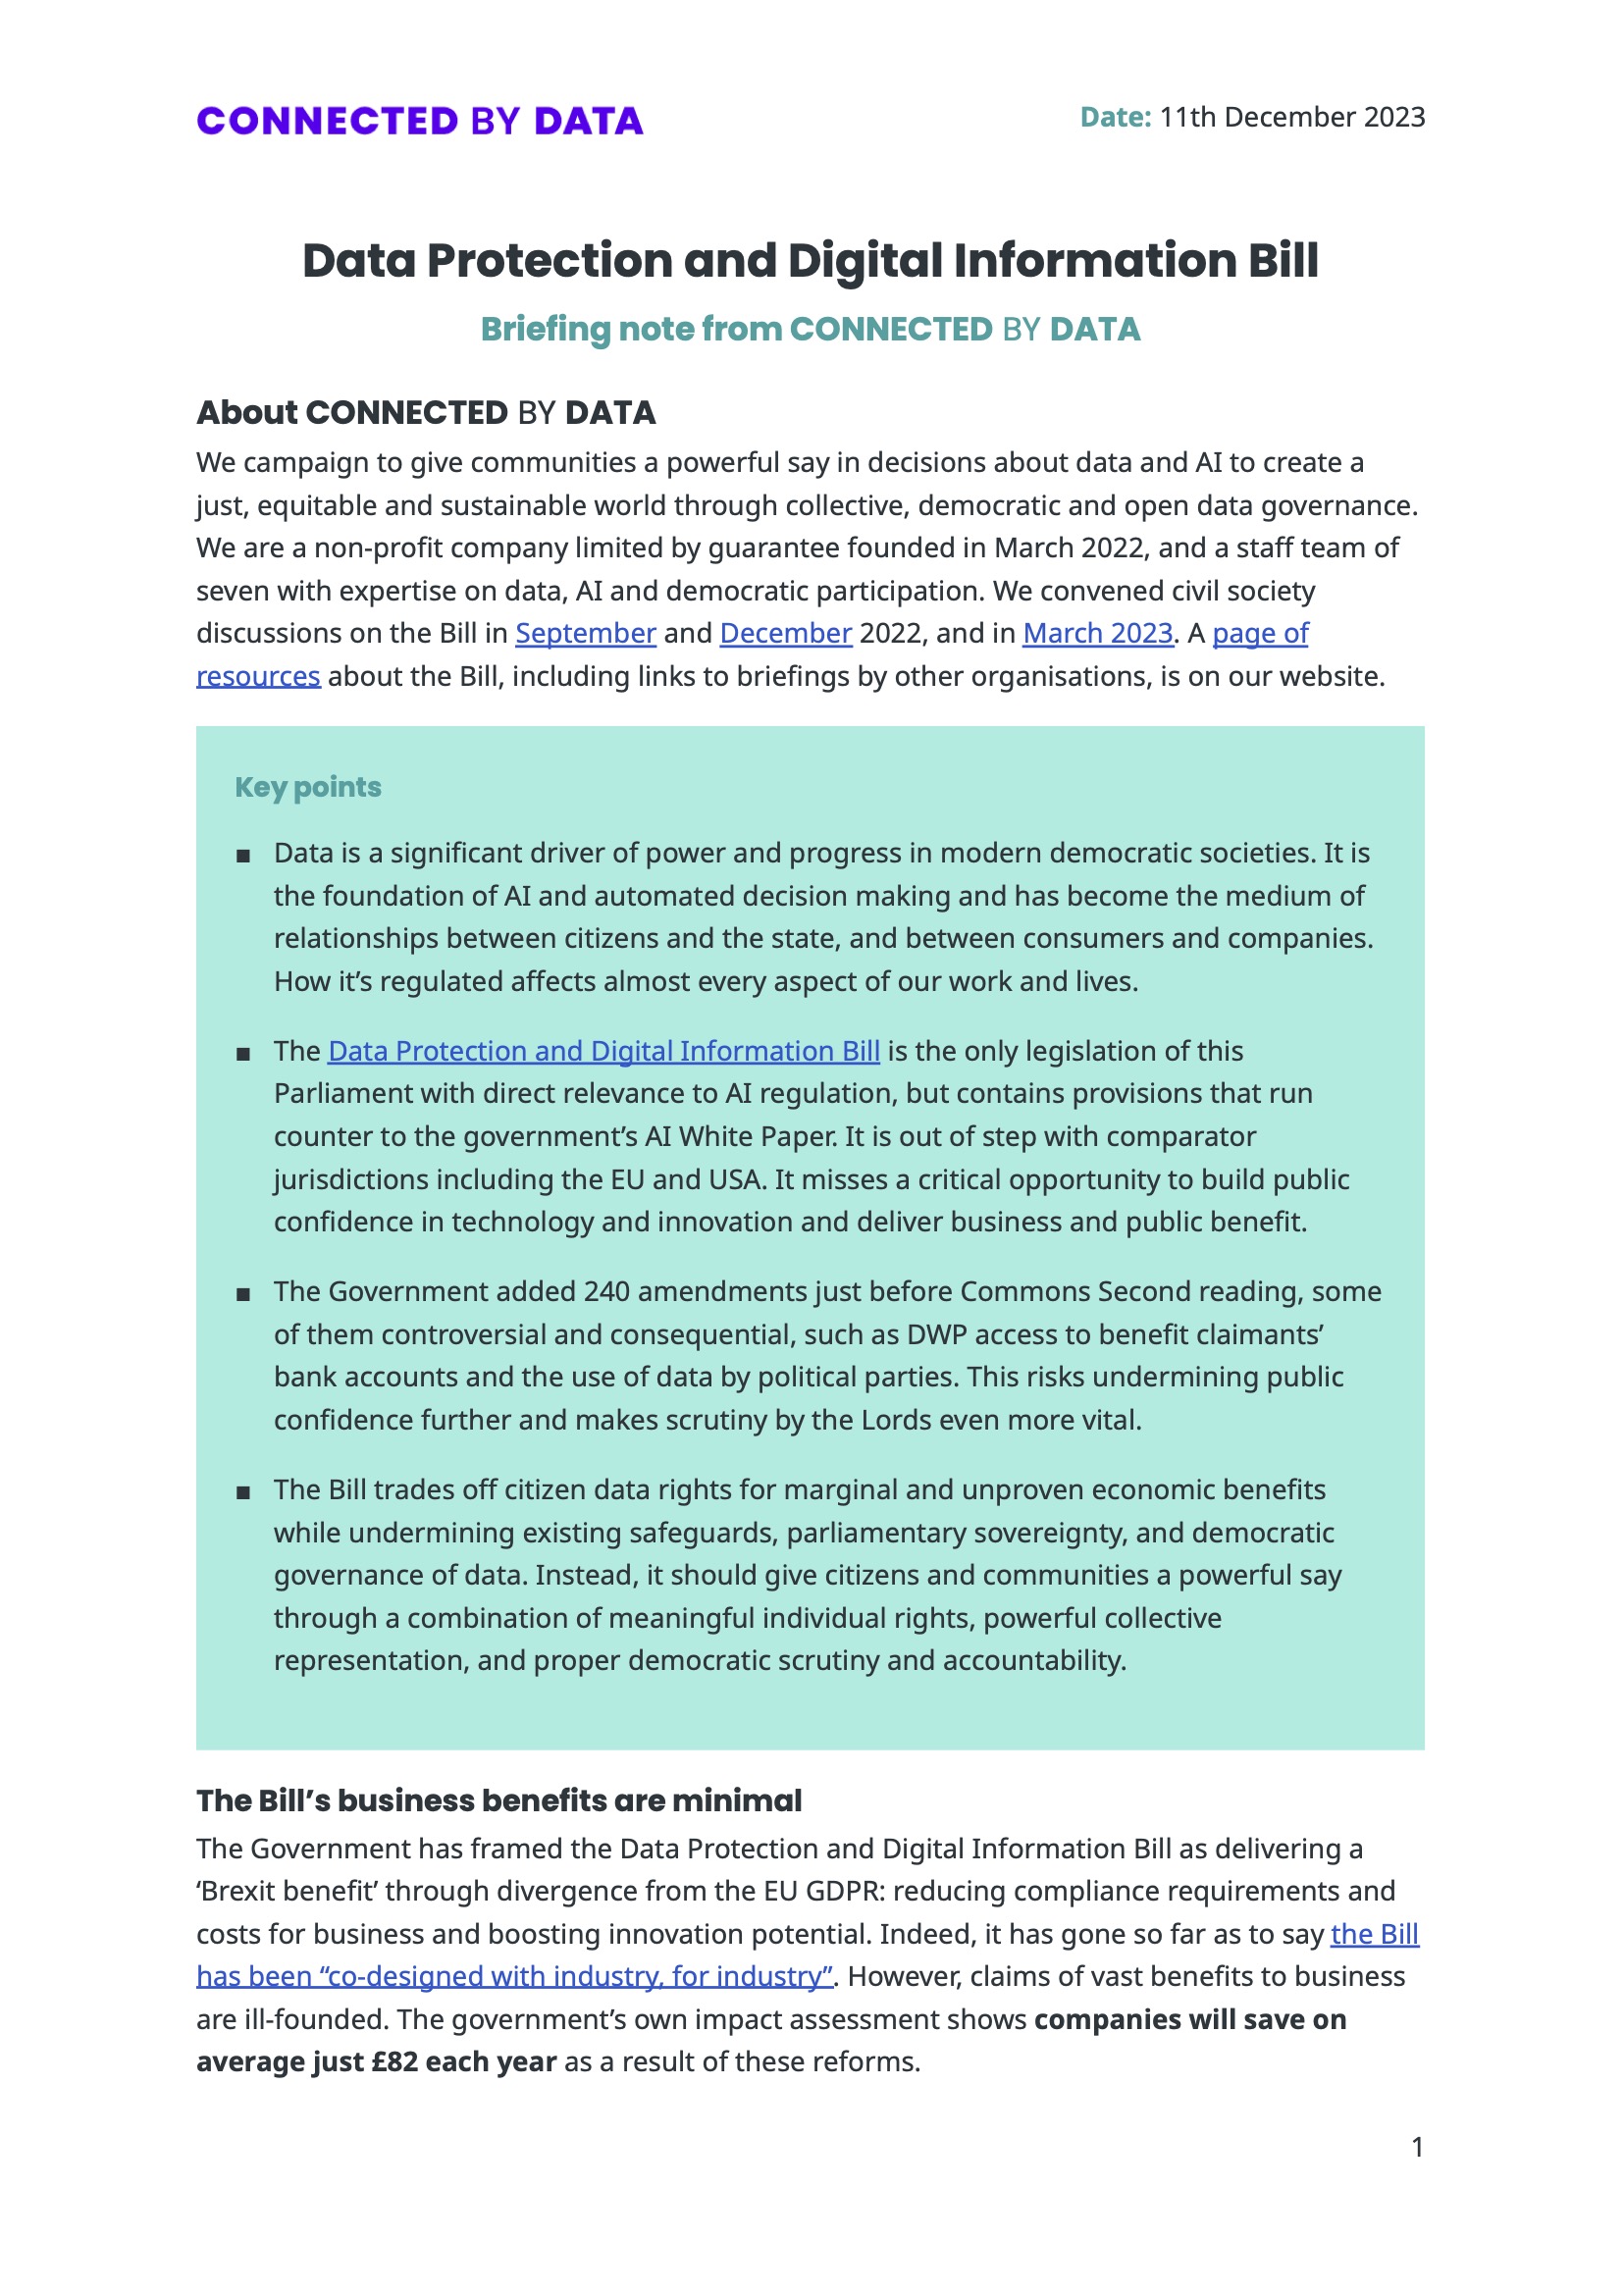 CONNECTED BY DATA
Date: 11th December 2023
Data Protection and Digital Information Bill
Briefing note from CONNECTED BY DATA
About CONNECTED BY DATA
We campaign to give communities a powerful say in decisions about data and AI to create a
just, equitable and sustainable world through collective, democratic and open data governance.
We are a non-profit company limited by guarantee founded in March 2022, and a staff team of
seven with expertise on data, AI and democratic participation. We convened civil society
discussions on the Bill in September and December 2022, and in March 2023. A page of
resources about the Bill, including links to briefings by other organisations, is on our website.
Key points
▪ Data is a significant driver of power and progress in modern democratic societies. It is
the foundation of AI and automated decision making and has become the medium of
relationships between citizens and the state, and between consumers and companies.
How it’s regulated affects almost every aspect of our work and lives.
▪ The Data Protection and Digital Information Bill is the only legislation of this
Parliament with direct relevance to AI regulation, but contains provisions that run
counter to the government’s AI White Paper. It is out of step with comparator
jurisdictions including the EU and USA. It misses a critical opportunity to build public
confidence in technology and innovation and deliver business and public benefit.
▪ The Government added 240 amendments just before Commons Second reading, some
of them controversial and consequential, such as DWP access to benefit claimants’
bank accounts and the use of data by political parties. This risks undermining public
confidence further and makes scrutiny by the Lords even more vital.
▪ The Bill trades off citizen data rights for marginal and unproven economic benefits
while undermining existing safeguards, parliamentary sovereignty, and democratic
governance of data. Instead, it should give citizens and communities a powerful say
through a combination of meaningful individual rights, powerful collective
representation, and proper democratic scrutiny and accountability.
The Bill’s business benefits are minimal
The Government has framed the Data Protection and Digital Information Bill as delivering a
‘Brexit benefit’ through divergence from the EU GDPR: reducing compliance requirements and
costs for business and boosting innovation potential. Indeed, it has gone so far as to say the Bill
has been “co-designed with industry, for industry”. However, claims of vast benefits to business
are ill-founded. The government’s own impact assessment shows companies will save on
average just £82 each year as a result of these reforms.
1